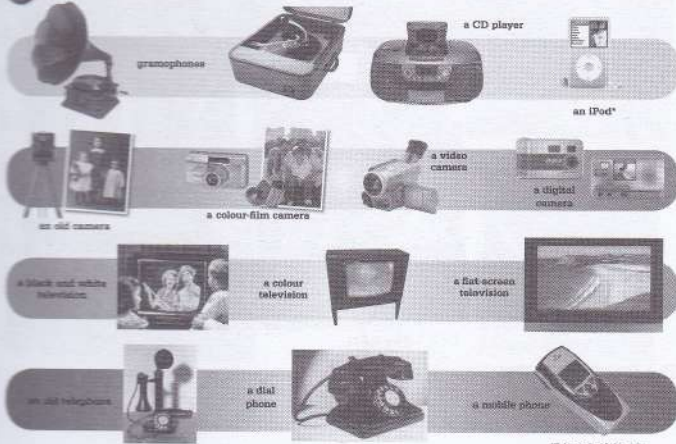 a CD player
gramophones
an iPod*
a video
camera
a digital
camera
a colour-film camera
an old camera
a black and white
television
a colour
television
a flat-screen
television
an old telephone
a dial
phone
a mobile phone